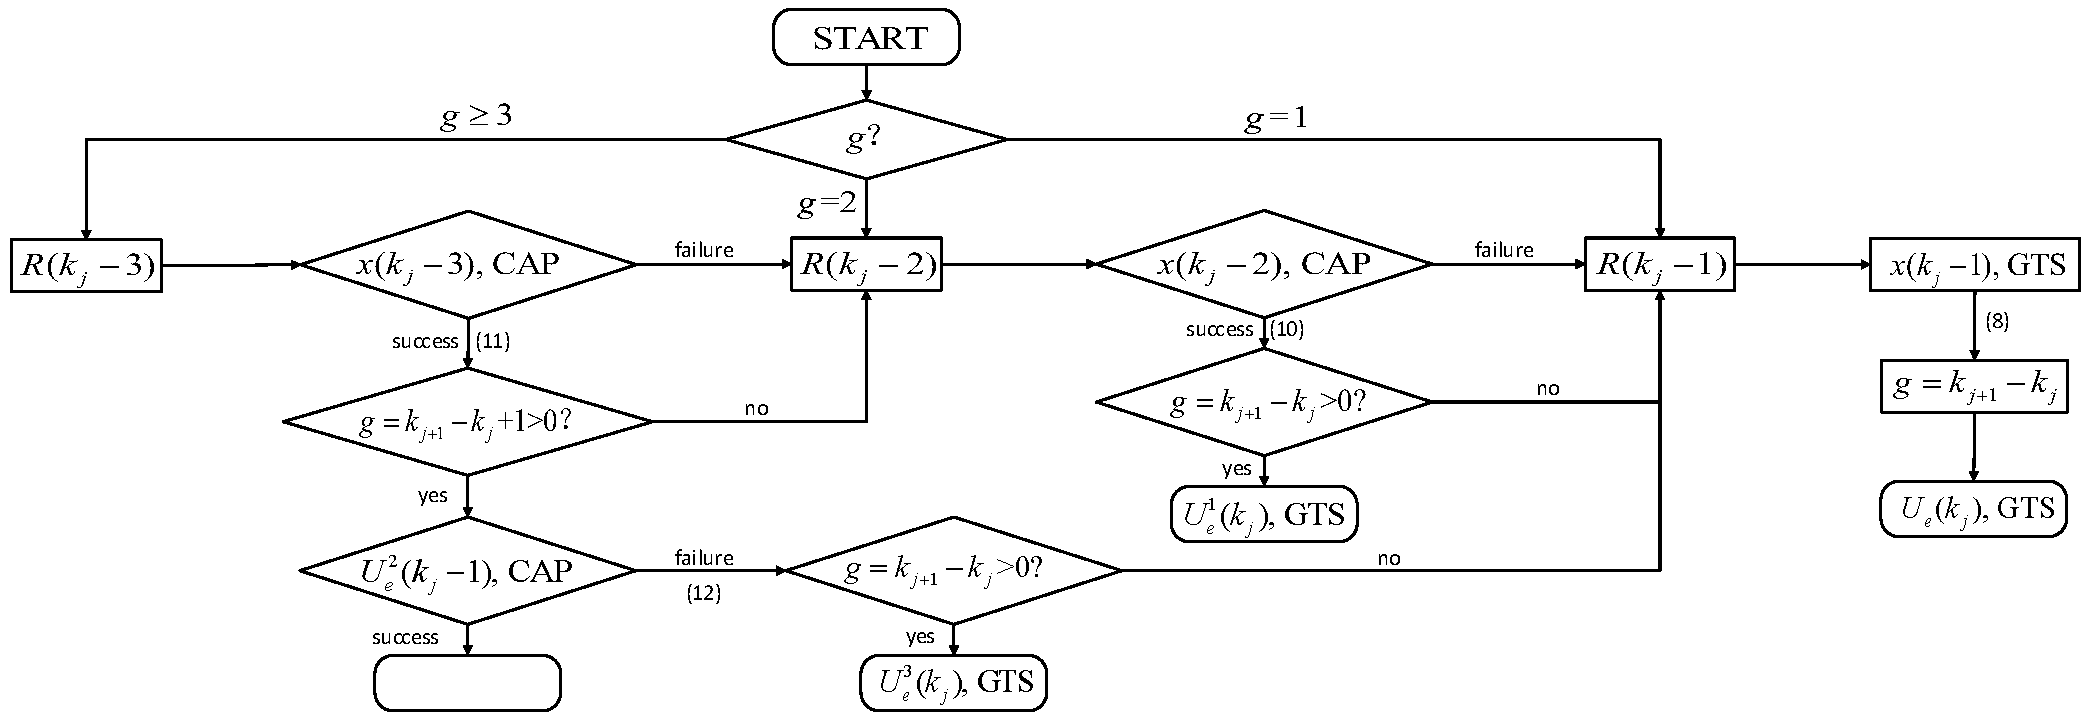 START
g ≥ 3
g = 1
g?
g=2
R(k_j − 3)
x(k_j − 3), CAP
failure
R(k_j − 2)
x(k_j − 2), CAP
failure
R(k_j − 1)
x(k_j − 1), GTS
success (11)
success (10)
(8)
g = k_{j+1} − k_j + 1>0?
no
g = k_{j+1} − k_j >0?
no
g = k_{j+1} − k_j
yes
yes
U_e^1(k_j), GTS
U_e(k_j), GTS
U_e^2(k_j − 1), CAP
failure
(12)
g = k_{j+1} − k_j >0?
no
success
yes
U_e^3(k_j), GTS